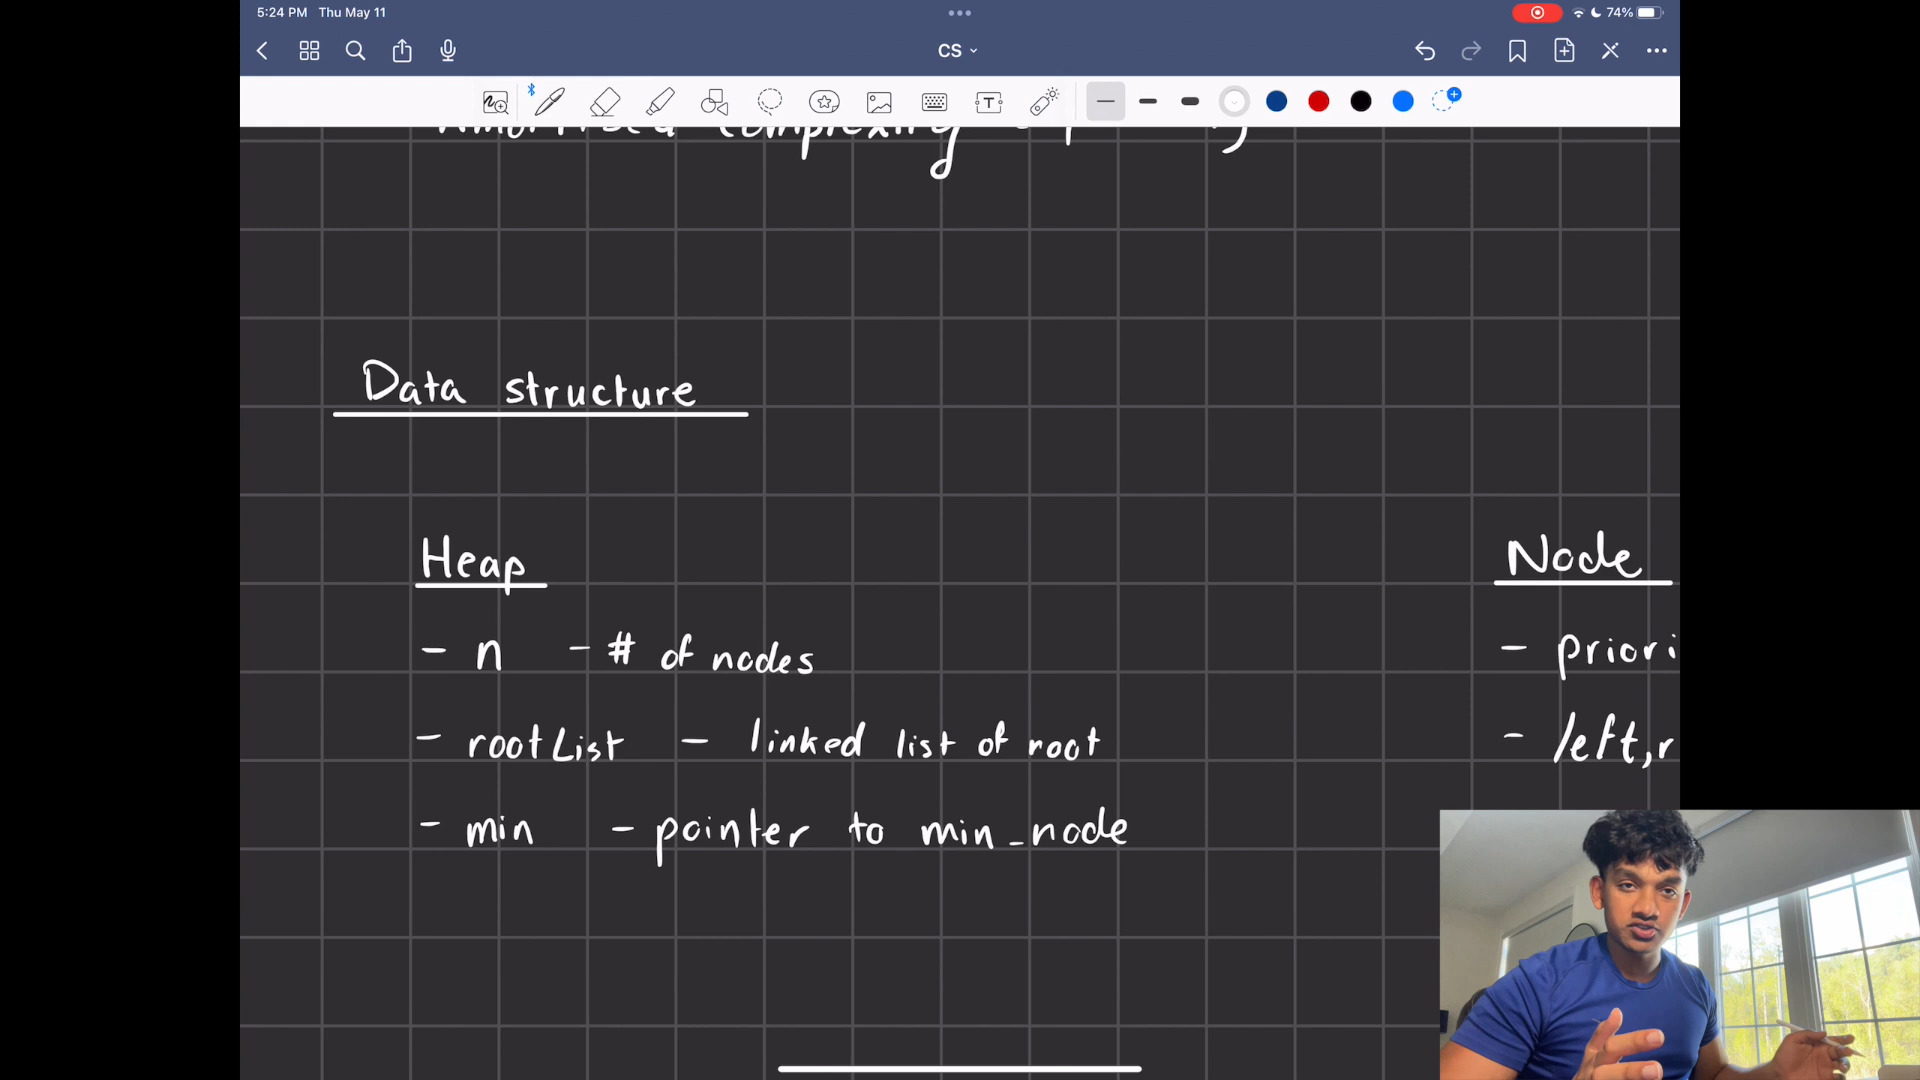 5:24 PM Thu May 11
74%
CS
complexity
Data structure
Heap
Node
- n - # of nodes
- priori
- rootList - linked list of root
- left, r
- min - pointer to min_node